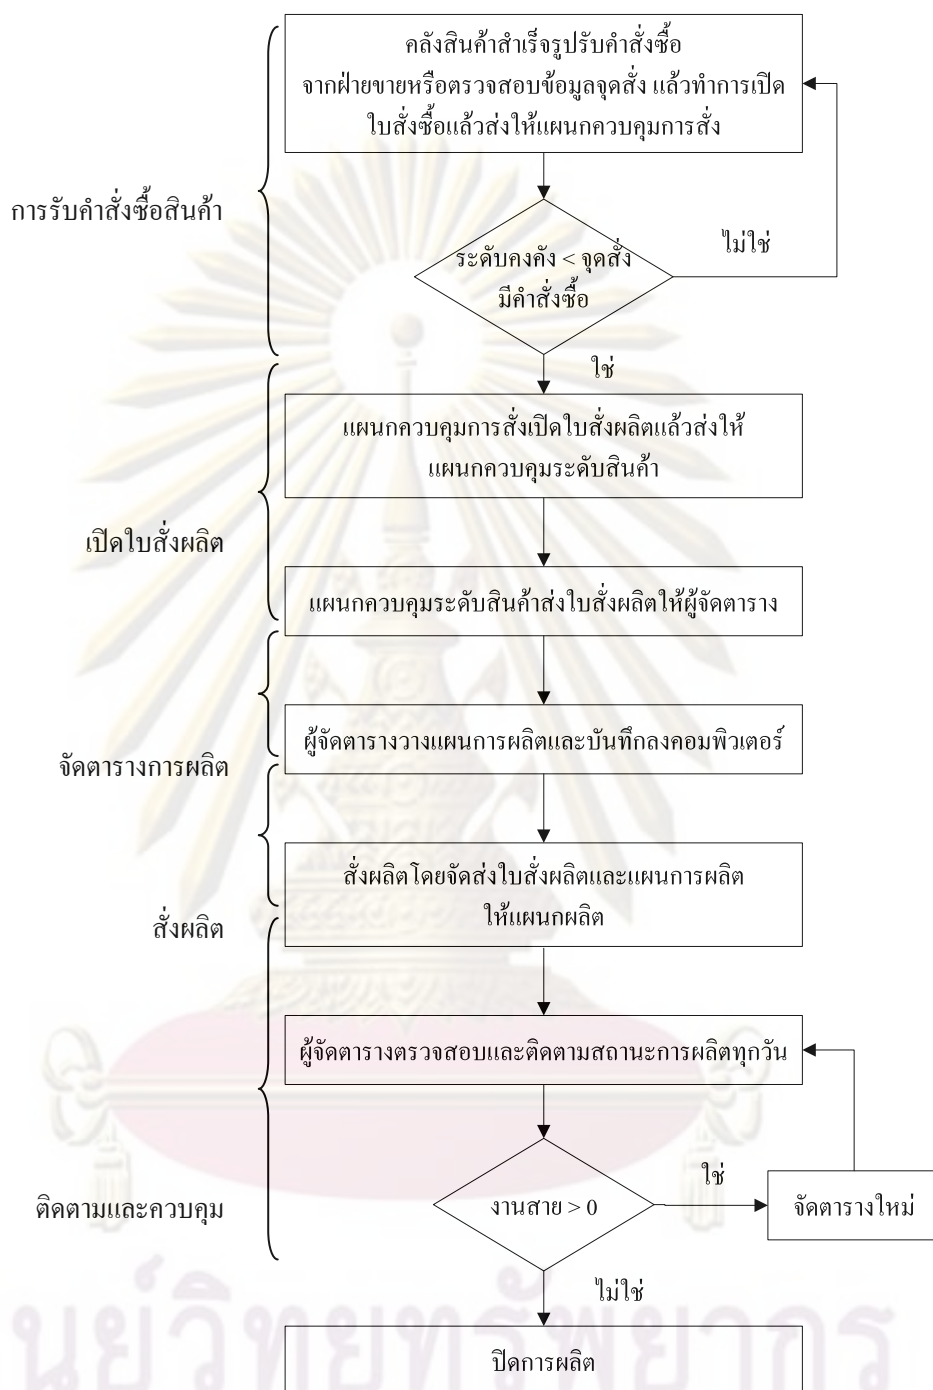 คลังสินค้าสำเร็จรูปรับคำสั่งซื้อ
จากฝ่ายขายหรือตรวจสอบข้อมูลจุดสั่ง แล้วทำการเปิด
ใบสั่งซื้อแล้วส่งให้แผนกควบคุมการสั่ง
การรับคำสั่งซื้อสินค้า
ระดับคงคัง < จุดสั่ง
มีคำสั่งซื้อ
ไม่ใช่
ใช่
แผนกควบคุมการสั่งเปิดใบสั่งผลิตแล้วส่งให้
แผนกควบคุมระดับสินค้า
เปิดใบสั่งผลิต
แผนกควบคุมระดับสินค้าส่งใบสั่งผลิตให้ผู้จัดตาราง
ผู้จัดตารางวางแผนการผลิตและบันทึกลงคอมพิวเตอร์
จัดตารางการผลิต
สั่งผลิตโดยจัดส่งใบสั่งผลิตและแผนการผลิต
ให้แผนกผลิต
สั่งผลิต
ผู้จัดตารางตรวจสอบและติดตามสถานะการผลิตทุกวัน
งานสาย > 0
ใช่
จัดตารางใหม่
ติดตามและควบคุม
ไม่ใช่
ปิดการผลิต
นย์วิทยทรัพยากร